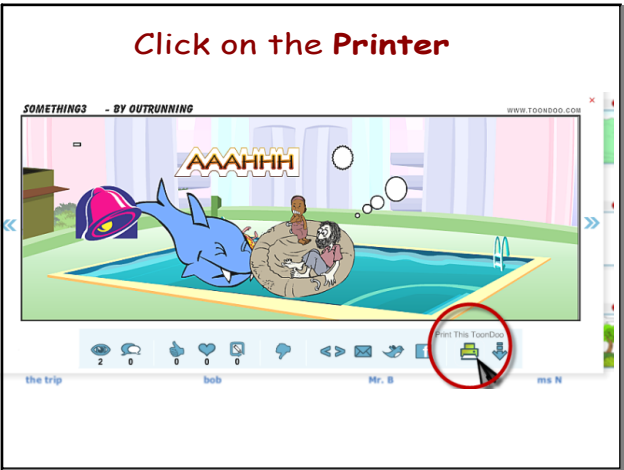 Click on the Printer
SOMETHING3 - BY OUTRUNNING
WWW.TOONDOO.COM
AAAHHH
Print This ToonDoo
2 0 0 0 0
the trip bob Mr. B ms N